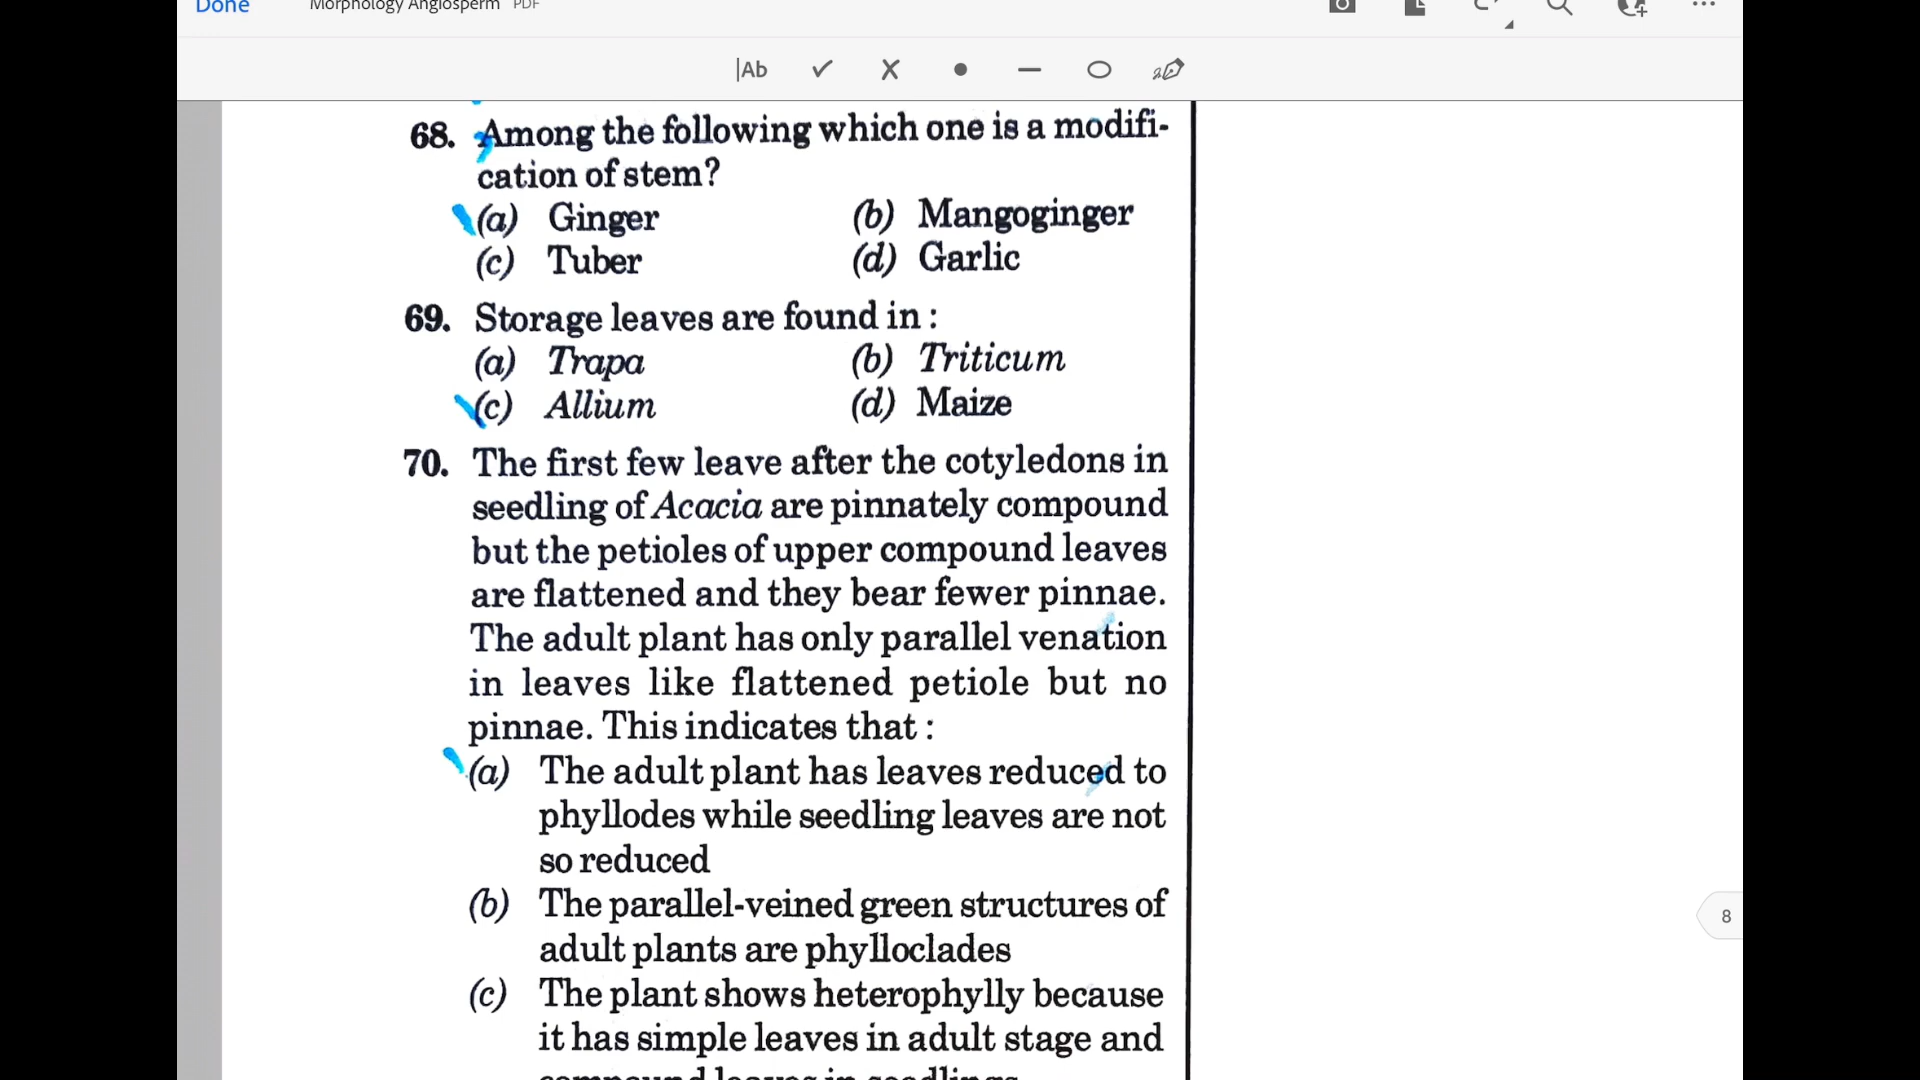 Done
Morphology Angiosperm PDF
|Ab
68. Among the following which one is a modifi-
cation of stem?
(a) Ginger (b) Mangoginger
(c) Tuber (d) Garlic
69. Storage leaves are found in :
(a) Trapa (b) Triticum
(c) Allium (d) Maize
70. The first few leave after the cotyledons in
seedling of Acacia are pinnately compound
but the petioles of upper compound leaves
are flattened and they bear fewer pinnae.
The adult plant has only parallel venation
in leaves like flattened petiole but no
pinnae. This indicates that :
(a) The adult plant has leaves reduced to
phyllodes while seedling leaves are not
so reduced
(b) The parallel-veined green structures of
adult plants are phylloclades
8
(c) The plant shows heterophylly because
it has simple leaves in adult stage and
compound leaves in seedlings